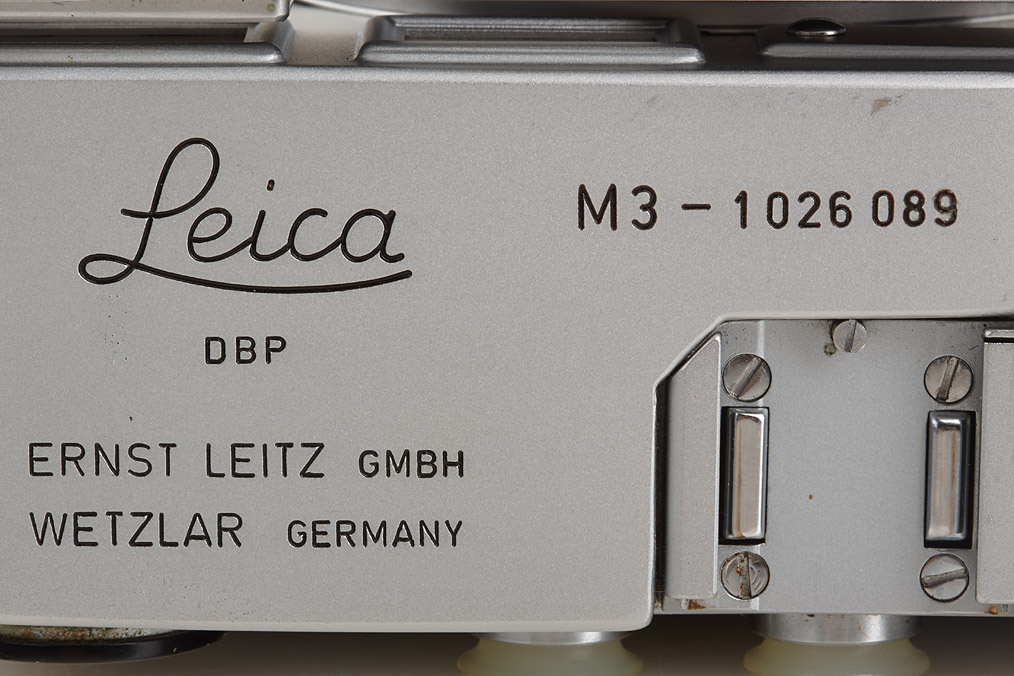 Leica
DBP
ERNST LEITZ GMBH
WETZLAR GERMANY
M3 – 1026 089